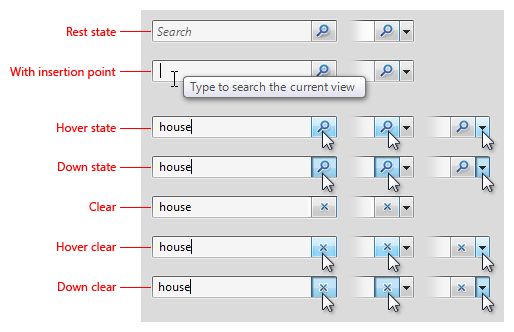 Rest state
Search
With insertion point
Type to search the current view
Hover state
house
Down state
house
Clear
house
Hover clear
house
Down clear
house